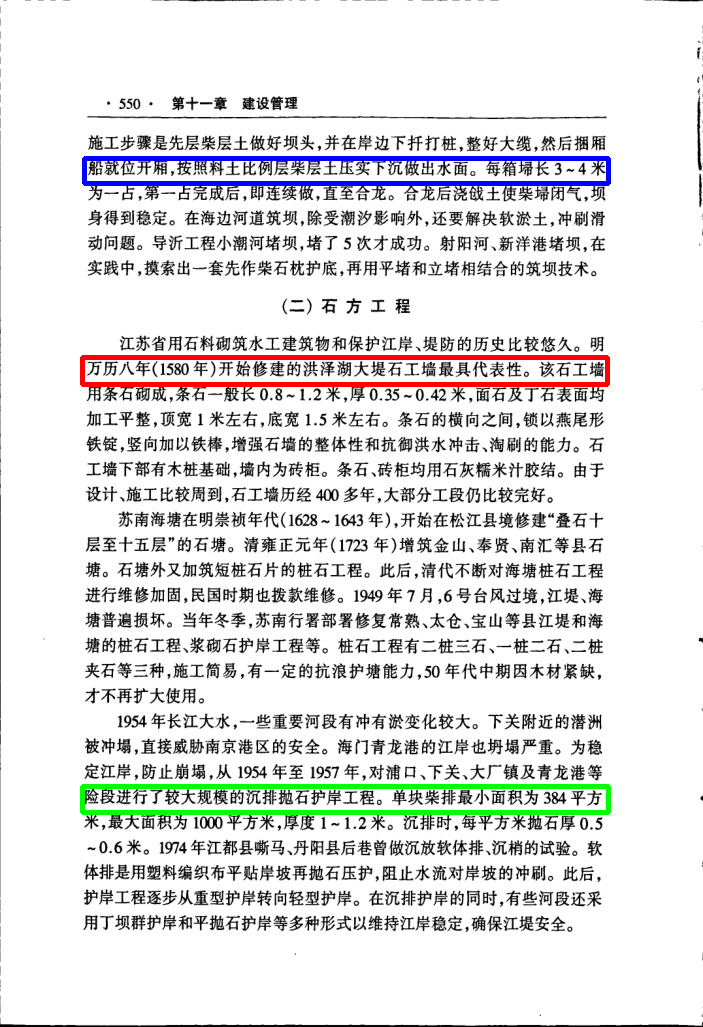 · 550 · 第十一章 建设管理
施工步骤是先层柴层土做好坝头,并在岸边下扦打桩,整好大缆,然后捆厢
船就位开厢,按照料土比例层柴层土压实下沉做出水面。每箱埽长 3~4 米
为一占,第一占完成后,即连续做,直至合龙。合龙后浇戗土使柴埽闭气,坝
身得到稳定。在海边河道筑坝,除受潮汐影响外,还要解决软淤土,冲刷滑
动问题。导沂工程小潮河堵坝,堵了 5 次才成功。射阳河、新洋港堵坝,在
实践中,摸索出一套先作柴石枕护底,再用平堵和立堵相结合的筑坝技术。
(二) 石 方 工 程
江苏省用石料砌筑水工建筑物和保护江岸、堤防的历史比较悠久。明
万历八年(1580 年)开始修建的洪泽湖大堤石工墙最具代表性。该石工墙
用条石砌成,条石一般长 0.8~1.2 米,厚 0.35~0.42 米,面石及丁石表面均
加工平整,顶宽 1 米左右,底宽 1.5 米左右。条石的横向之间,锁以燕尾形
铁锭,竖向加以铁棒,增强石墙的整体性和抗御洪水冲击、淘刷的能力。石
工墙下部有木桩基础,墙内为砖柜。条石、砖柜均用石灰糯米汁胶结。由于
设计、施工比较周到,石工墙历经 400 多年,大部分工段仍比较完好。
苏南海塘在明崇祯年代(1628~1643 年),开始在松江县境修建“叠石十
层至十五层”的石塘。清雍正元年(1723 年)增筑金山、奉贤、南汇等县石
塘。石塘外又加筑短桩石片的桩石工程。此后,清代不断对海塘桩石工程
进行维修加固,民国时期也拨款维修。1949 年 7 月,6 号台风过境,江堤、海
塘普遍损坏。当年冬季,苏南行署部署修复常熟、太仓、宝山等县江堤和海
塘的桩石工程、浆砌石护岸工程等。桩石工程有二桩三石、一桩二石、二桩
夹石等三种,施工简易,有一定的抗浪护塘能力,50 年代中期因木材紧缺,
才不再扩大使用。
1954 年长江大水,一些重要河段有冲有淤变化较大。下关附近的潜洲
被冲塌,直接威胁南京港区的安全。海门青龙港的江岸也坍塌严重。为稳
定江岸,防止崩塌,从 1954 年至 1957 年,对浦口、下关、大厂镇及青龙港等
险段进行了较大规模的沉排抛石护岸工程。单块柴排最小面积为 384 平方
米,最大面积为 1000 平方米,厚度 1~1.2 米。沉排时,每平方米抛石厚 0.5
~0.6 米。1974 年江都县嘶马、丹阳县后巷曾做沉放软体排、沉梢的试验。软
体排是用塑料编织布平贴岸坡再抛石压护,阻止水流对岸坡的冲刷。此后,
护岸工程逐步从重型护岸转向轻型护岸。在沉排护岸的同时,有些河段还采
用丁坝群护岸和平抛石护岸等多种形式以维持江岸稳定,确保江堤安全。